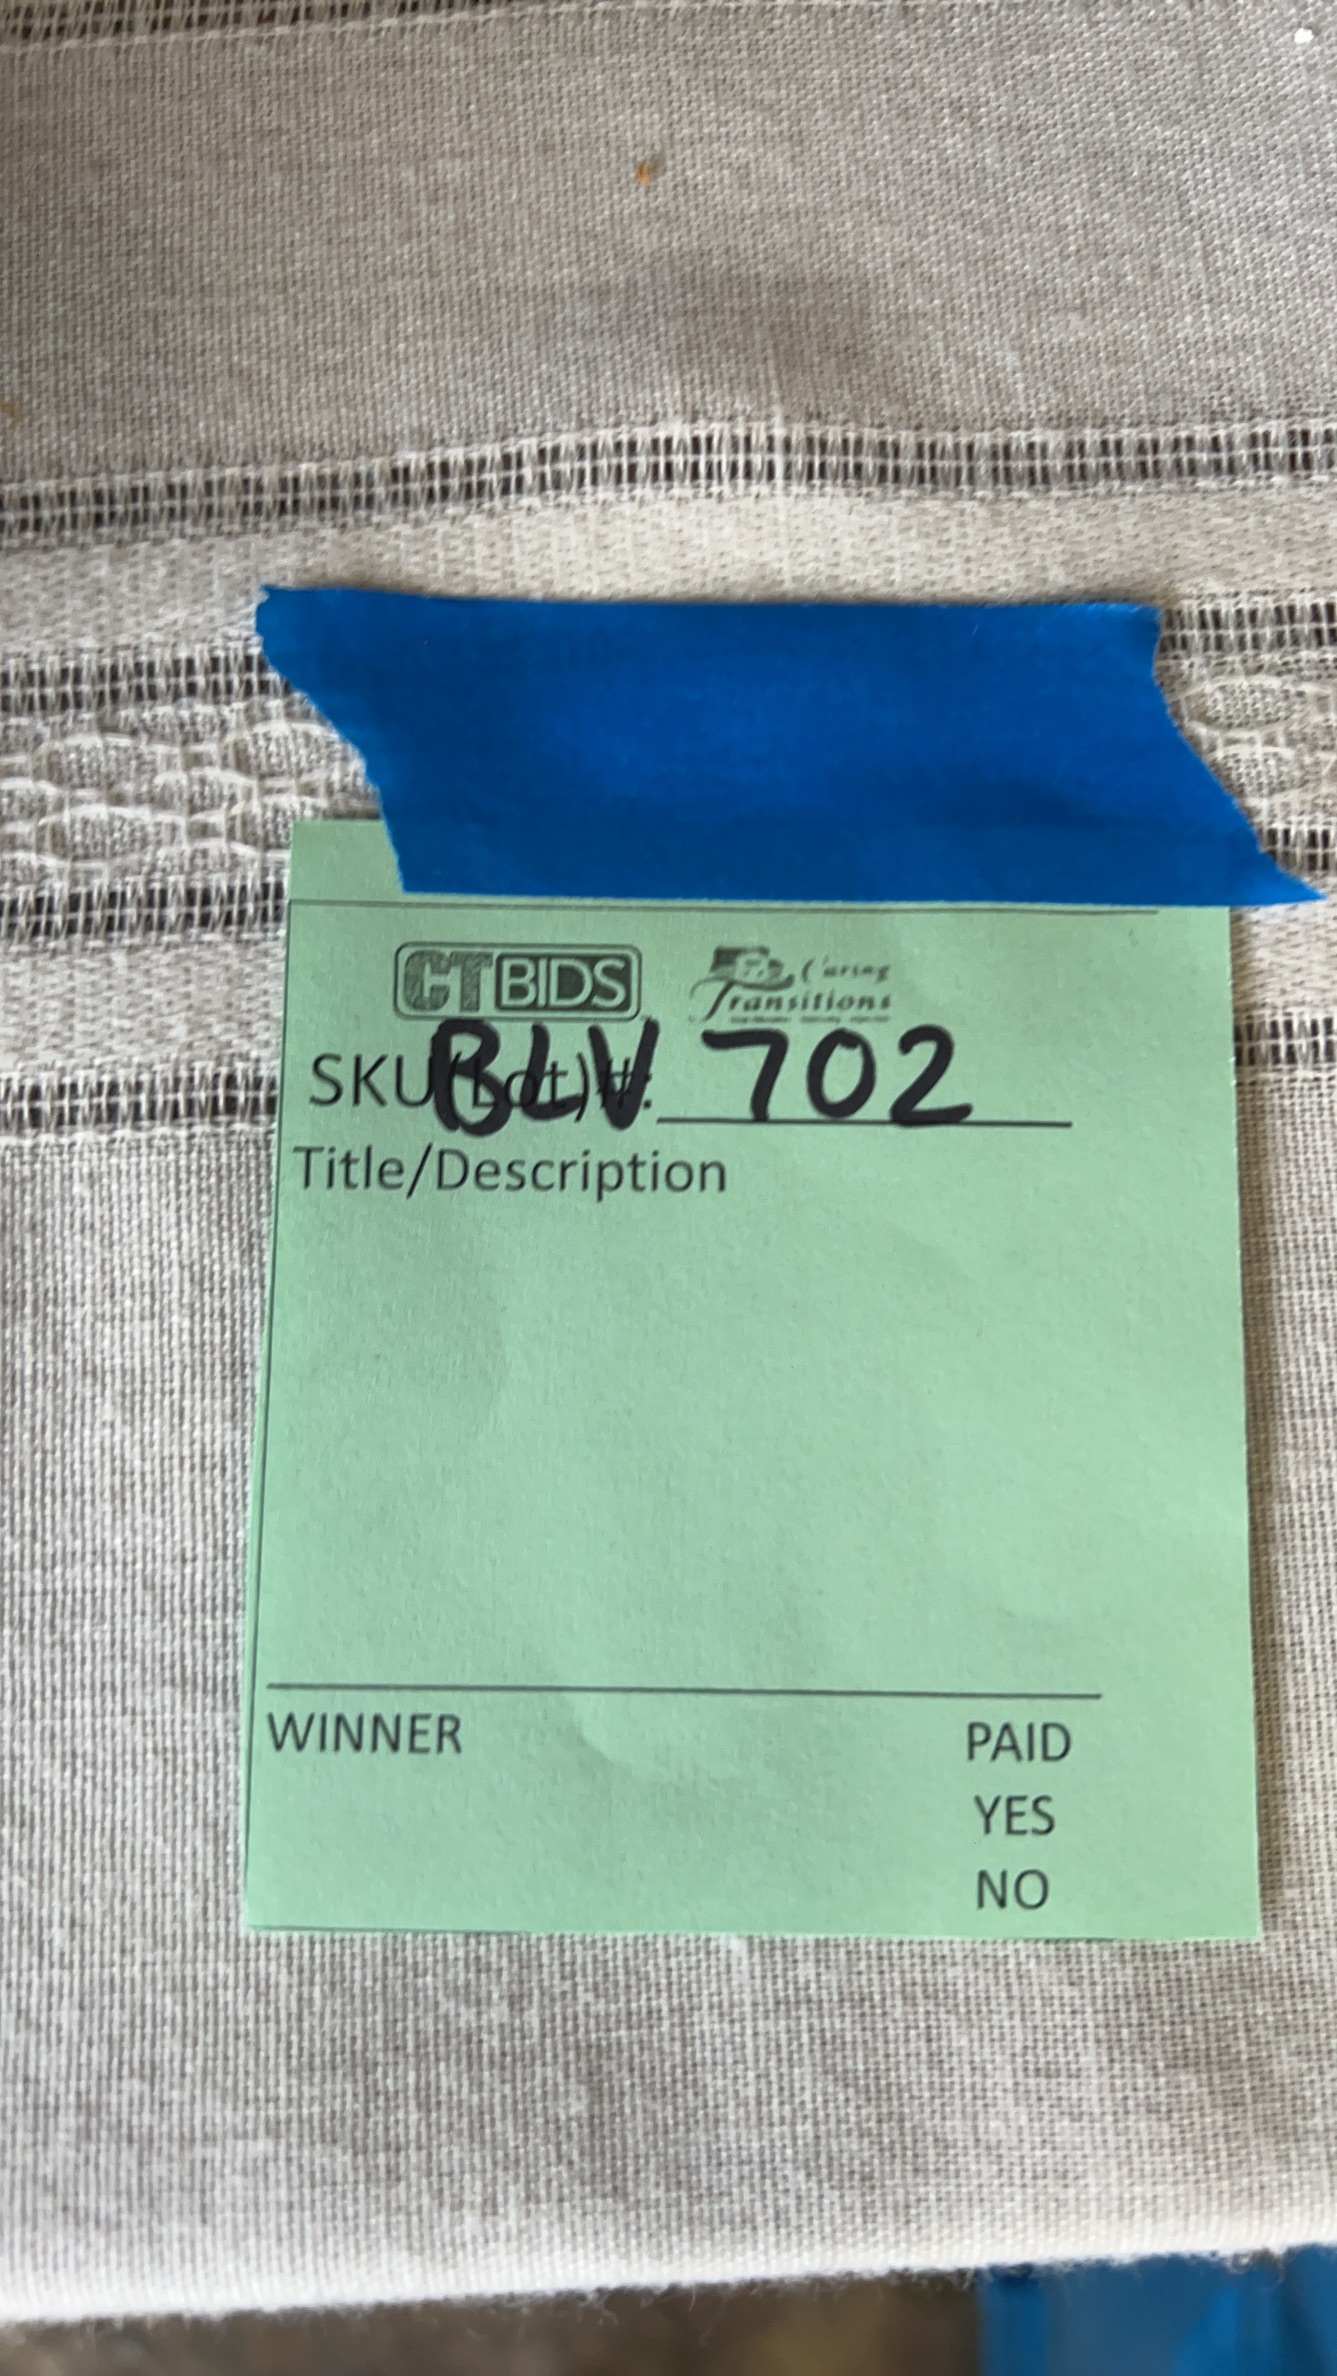 CTBIDS Caring Transitions
SKU(Lot)#: BLV 702
Title/Description
WINNER PAID
YES
NO